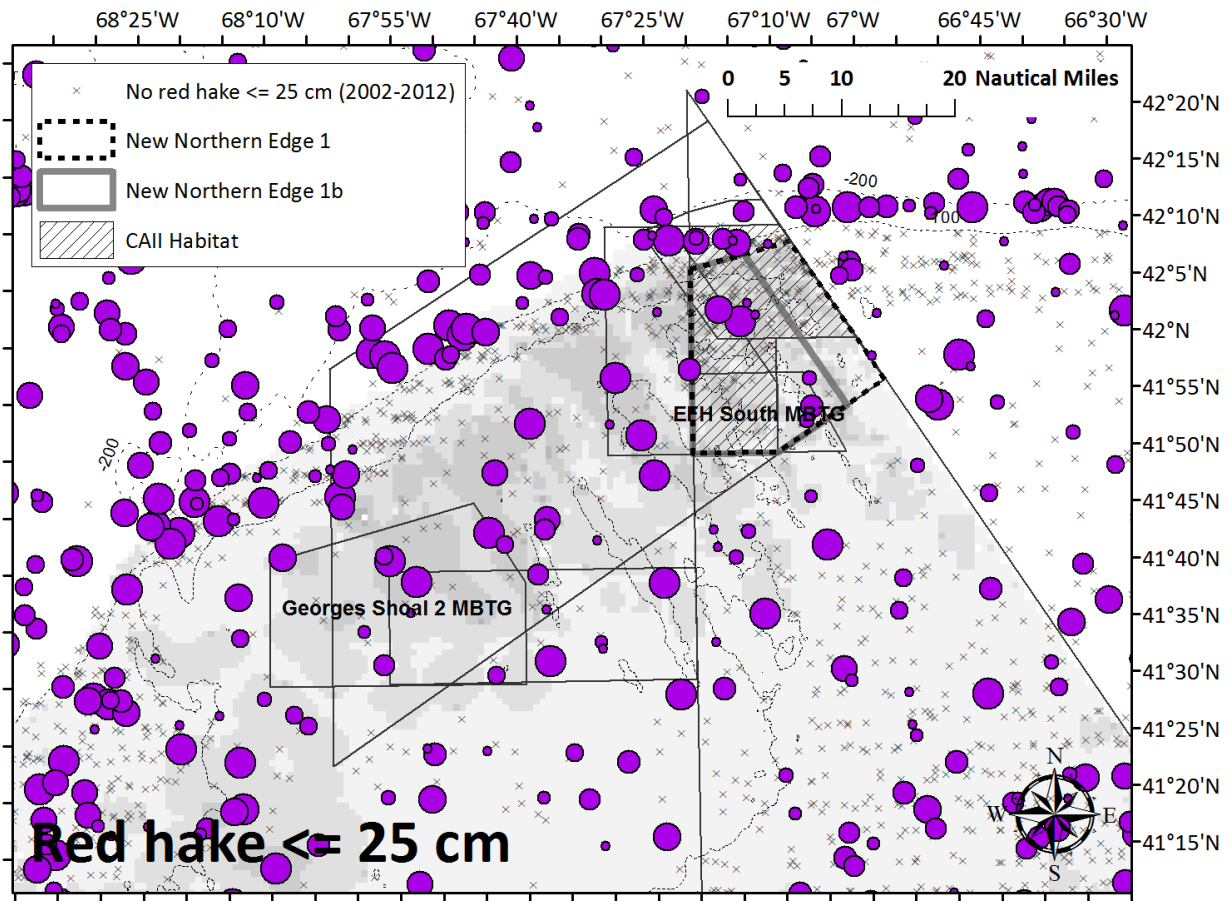 68°25'W 68°10'W 67°55'W 67°40'W 67°25'W 67°10'W 67°W 66°45'W 66°30'W
No red hake <= 25 cm (2002-2012)
New Northern Edge 1
New Northern Edge 1b
CAII Habitat
0 5 10 20 Nautical Miles
42°20'N
42°15'N
42°10'N
42°5'N
42°N
41°55'N
41°50'N
41°45'N
41°40'N
41°35'N
41°30'N
41°25'N
41°20'N
41°15'N
-200
-200
EFH South MBTG
Georges Shoal 2 MBTG
N
W E
S
Red hake <= 25 cm